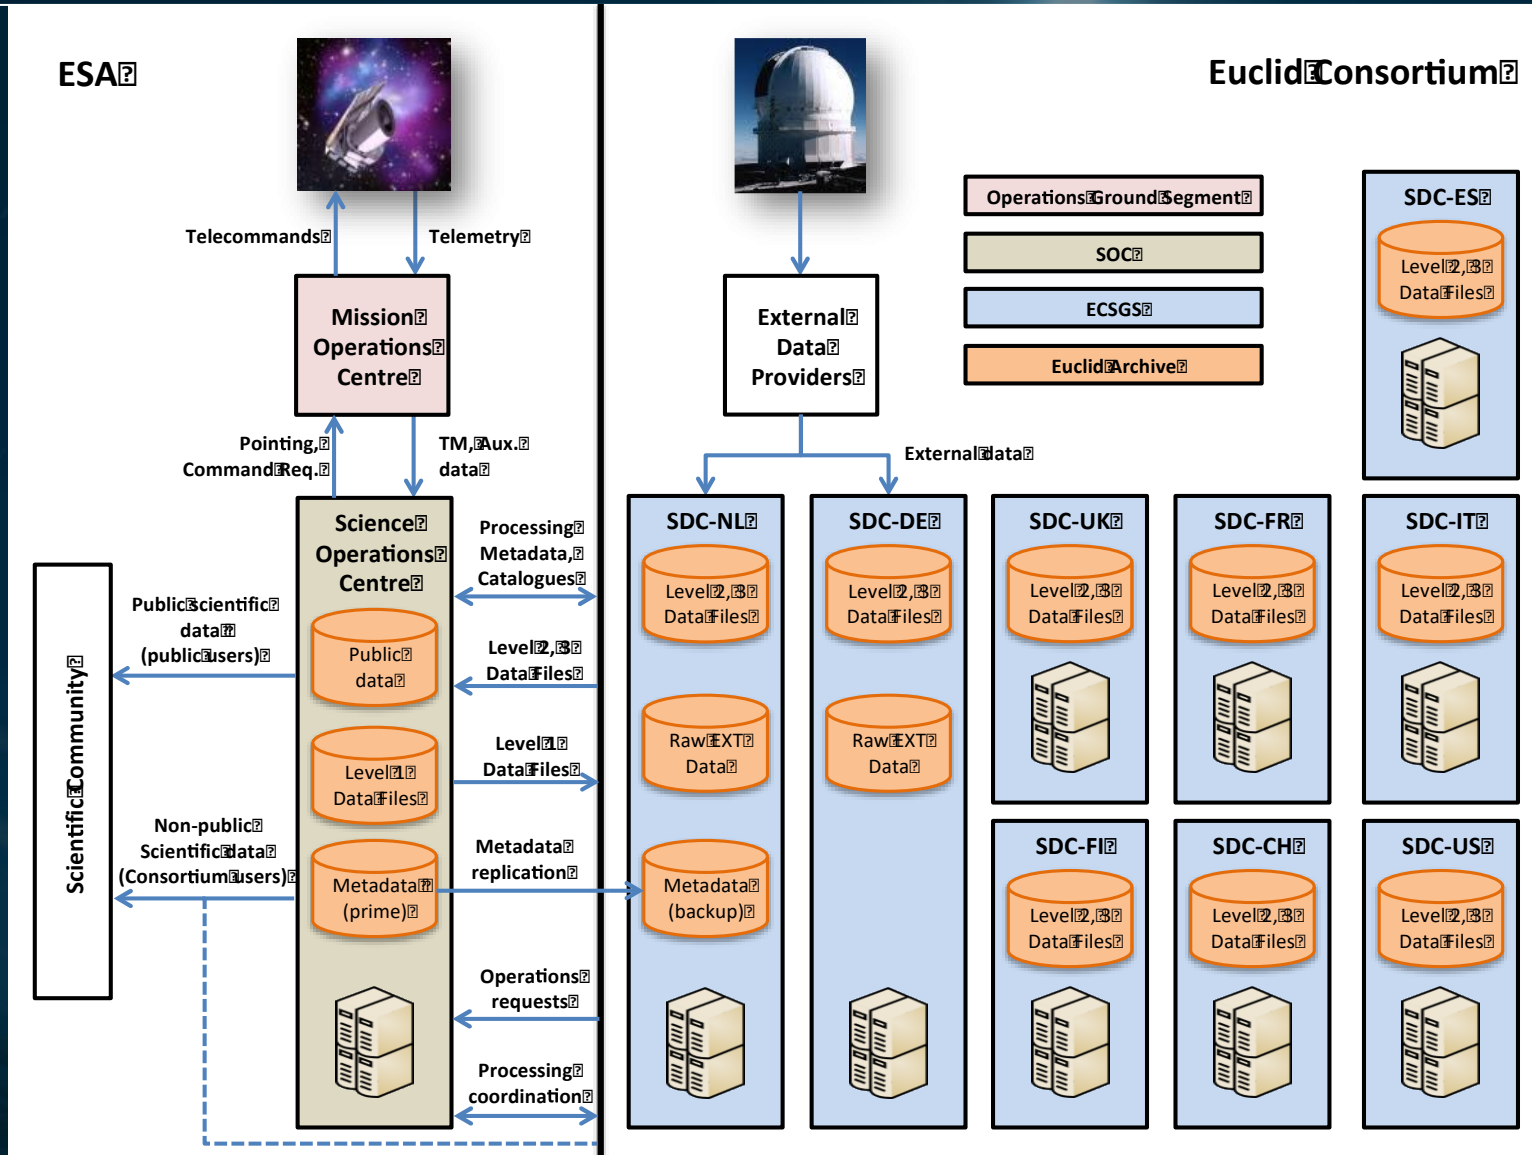 ESA
Euclid Consortium
Telecommands
Telemetry
Mission
Operations
Centre
External
Data
Providers
Operations Ground Segment
SOC
ECSGS
Euclid Archive
SDC-ES
Level 2, 3
Data Files
Pointing,
Command Req.
TM, Aux.
data
External data
Science
Operations
Centre
Public
data
Level 1
Data Files
Metadata
(prime)
Processing
Metadata,
Catalogues
Level 2, 3
Data Files
Level 1
Data Files
Metadata
replication
Operations
requests
Processing
coordination
Scientific Community
Public scientific
data
(public users)
Non-public
Scientific data
(Consortium users)
SDC-NL
Level 2, 3
Data Files
Raw EXT
Data
Metadata
(backup)
SDC-DE
Level 2, 3
Data Files
Raw EXT
Data
SDC-UK
Level 2, 3
Data Files
SDC-FR
Level 2, 3
Data Files
SDC-IT
Level 2, 3
Data Files
SDC-FI
Level 2, 3
Data Files
SDC-CH
Level 2, 3
Data Files
SDC-US
Level 2, 3
Data Files